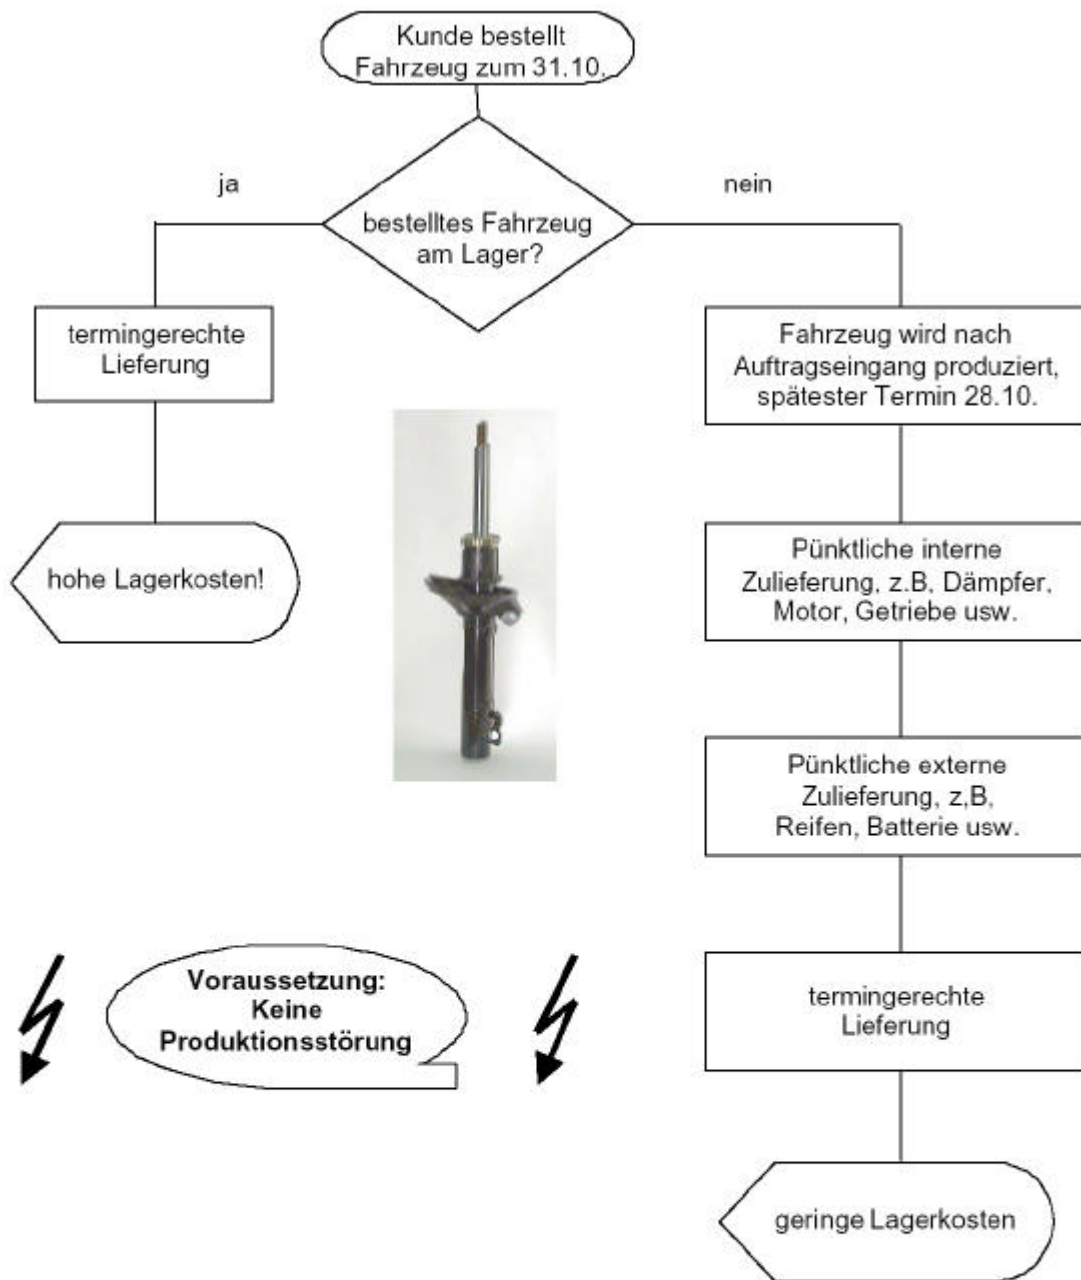 Kunde bestellt
Fahrzeug zum 31.10.
ja
nein
bestelltes Fahrzeug
am Lager?
termingerechte
Lieferung
Fahrzeug wird nach
Auftragseingang produziert,
spätester Termin 28.10.
hohe Lagerkosten!
Pünktliche interne
Zulieferung, z.B, Dämpfer,
Motor, Getriebe usw.
Pünktliche externe
Zulieferung, z,B,
Reifen, Batterie usw.
Voraussetzung:
Keine
Produktionsstörung
termingerechte
Lieferung
geringe Lagerkosten